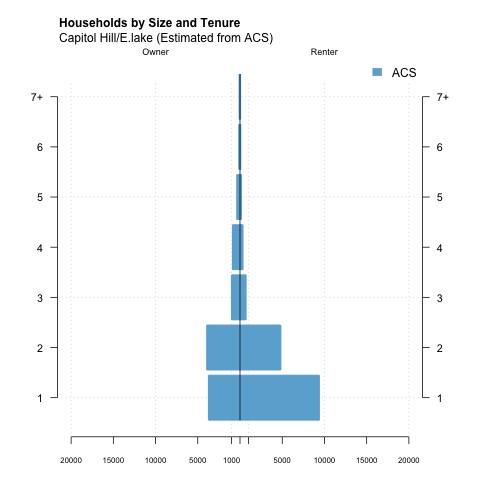 Households by Size and Tenure
Capitol Hill/E.lake (Estimated from ACS)
Owner Renter
ACS
7+ 7+
6 6
5 5
4 4
3 3
2 2
1 1
20000 15000 10000 5000 1000 5000 10000 15000 20000